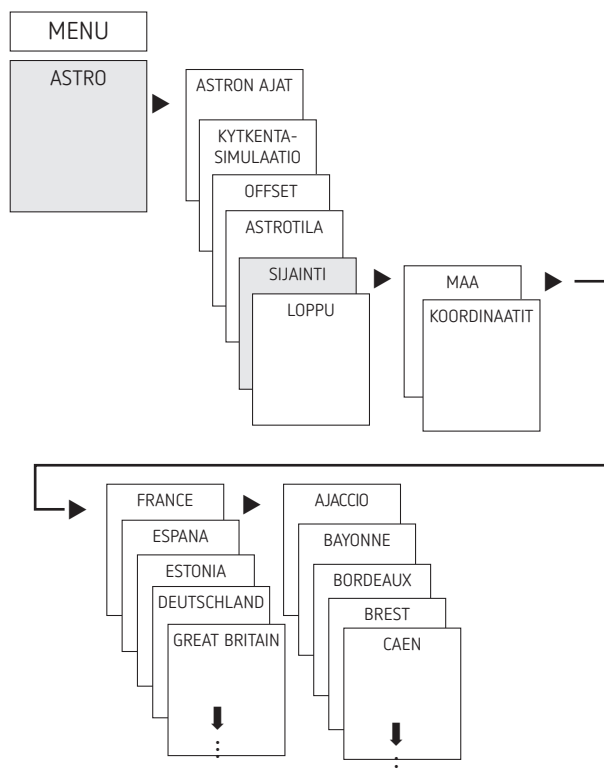 MENU
ASTRO
ASTRON AJAT
KYTKENTA-
SIMULAATIO
OFFSET
ASTROTILA
SIJAINTI
LOPPU
MAA
KOORDINAATIT
FRANCE
ESPANA
ESTONIA
DEUTSCHLAND
GREAT BRITAIN
AJACCIO
BAYONNE
BORDEAUX
BREST
CAEN